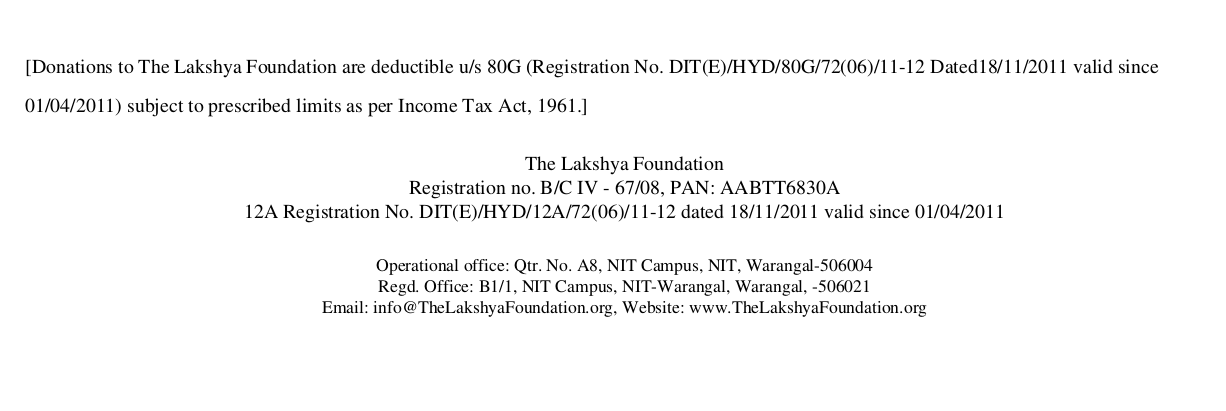 [Donations to The Lakshya Foundation are deductible u/s 80G (Registration No. DIT(E)/HYD/80G/72(06)/11-12 Dated18/11/2011 valid since
01/04/2011) subject to prescribed limits as per Income Tax Act, 1961.]
The Lakshya Foundation
Registration no. B/C IV - 67/08, PAN: AABTT6830A
12A Registration No. DIT(E)/HYD/12A/72(06)/11-12 dated 18/11/2011 valid since 01/04/2011
Operational office: Qtr. No. A8, NIT Campus, NIT, Warangal-506004
Regd. Office: B1/1, NIT Campus, NIT-Warangal, Warangal, -506021
Email: info@TheLakshyaFoundation.org, Website: www.TheLakshyaFoundation.org